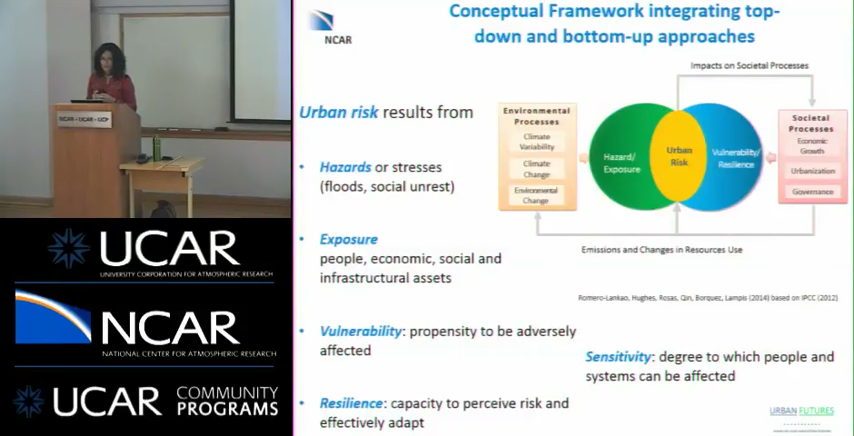 NCAR
Conceptual Framework integrating top-
down and bottom-up approaches
Urban risk results from
• Hazards or stresses
(floods, social unrest)
• Exposure
people, economic, social and
infrastructural assets
• Vulnerability: propensity to be adversely
affected
• Resilience: capacity to perceive risk and
effectively adapt
Impacts on Societal Processes
Environmental
Processes
Climate
Variability
Climate
Change
Environmental
Change
Hazard/
Exposure
Urban
Risk
Vulnerability/
Resilience
Societal
Processes
Economic
Growth
Urbanization
Governance
Emissions and Changes in Resources Use
Romero-Lankao, Hughes, Rosas, Qin, Borquez, Lampis (2014) based on IPCC (2012)
Sensitivity: degree to which people and
systems can be affected
URBAN FUTURES
NCAR - UCAR - UCP
UCAR
UNIVERSITY CORPORATION FOR ATMOSPHERIC RESEARCH
NCAR
NATIONAL CENTER FOR ATMOSPHERIC RESEARCH
UCAR COMMUNITY
PROGRAMS